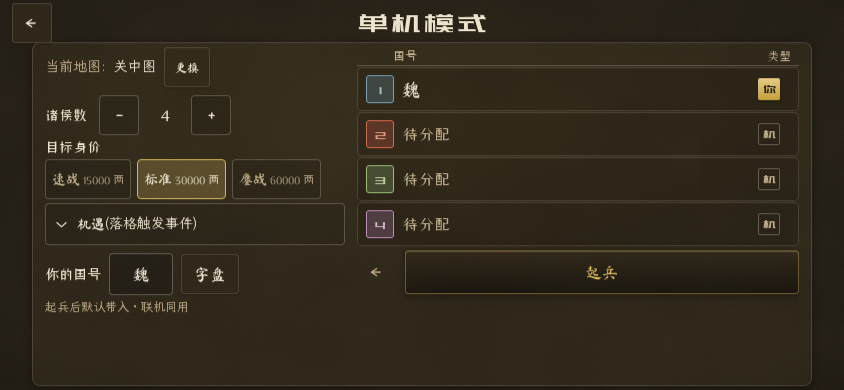 单机模式
当前地图: 关中图 更换
诸侯数 - 4 +
目标身价
速战 15000 两 标准 30000 两 鏖战 60000 两
机遇(落格触发事件)
你的国号 魏 字盘
起兵后默认带入·联机同用
国号 类型
1 魏 你
2 待分配 机
3 待分配 机
4 待分配 机
起兵